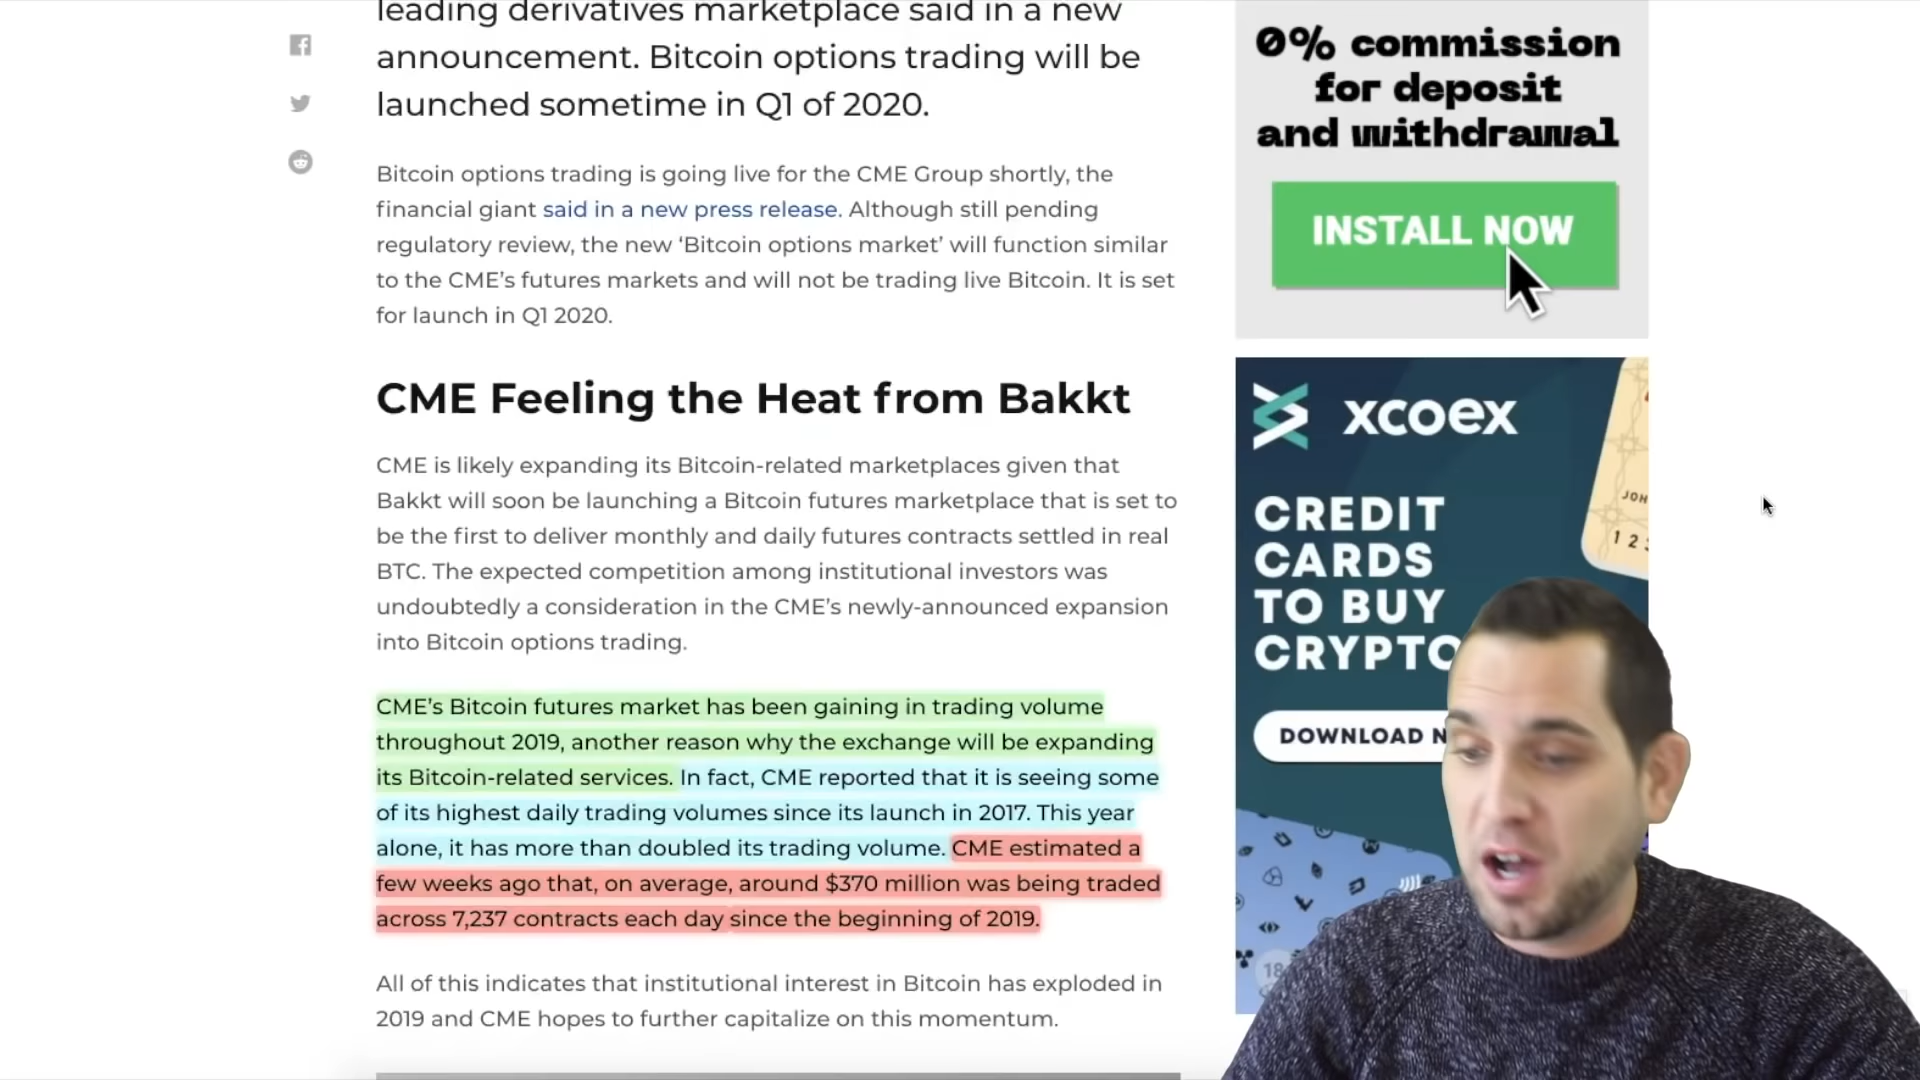 leading derivatives marketplace said in a new
announcement. Bitcoin options trading will be
launched sometime in Q1 of 2020.
Bitcoin options trading is going live for the CME Group shortly, the
financial giant said in a new press release. Although still pending
regulatory review, the new ‘Bitcoin options market’ will function similar
to the CME’s futures markets and will not be trading live Bitcoin. It is set
for launch in Q1 2020.
CME Feeling the Heat from Bakkt
CME is likely expanding its Bitcoin-related marketplaces given that
Bakkt will soon be launching a Bitcoin futures marketplace that is set to
be the first to deliver monthly and daily futures contracts settled in real
BTC. The expected competition among institutional investors was
undoubtedly a consideration in the CME’s newly-announced expansion
into Bitcoin options trading.
CME’s Bitcoin futures market has been gaining in trading volume
throughout 2019, another reason why the exchange will be expanding
its Bitcoin-related services. In fact, CME reported that it is seeing some
of its highest daily trading volumes since its launch in 2017. This year
alone, it has more than doubled its trading volume. CME estimated a
few weeks ago that, on average, around $370 million was being traded
across 7,237 contracts each day since the beginning of 2019.
All of this indicates that institutional interest in Bitcoin has exploded in
2019 and CME hopes to further capitalize on this momentum.
0% commission
for deposit
and withdrawal
INSTALL NOW
xcoex
CREDIT
CARDS
TO BUY
CRYPTO
JOH
1 2 3
DOWNLOAD N
18